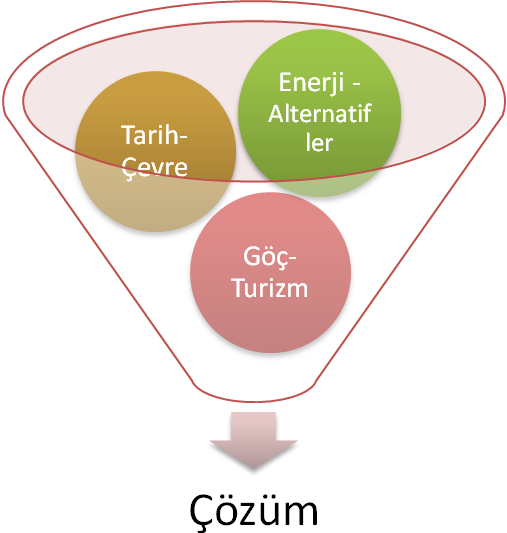 Enerji -
Alternatif
ler
Tarih-
Çevre
Göç-
Turizm
Çözüm